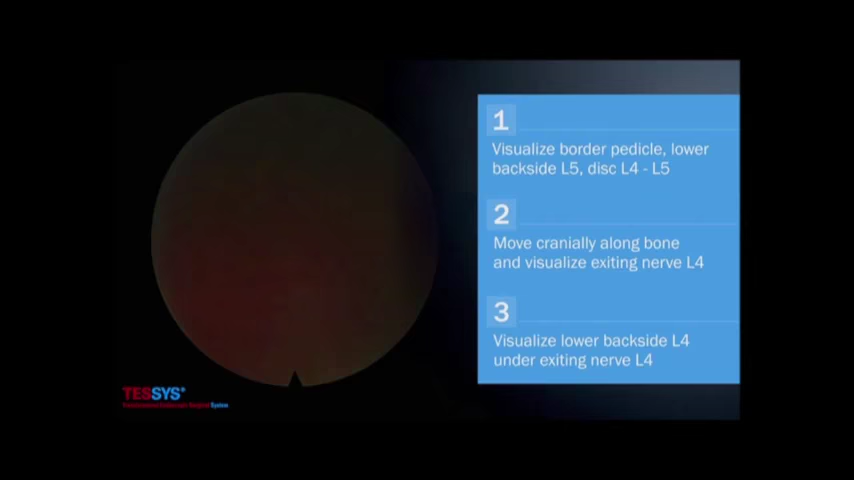 1
Visualize border pedicle, lower
backside L5, disc L4 - L5
2
Move cranially along bone
and visualize exiting nerve L4
3
Visualize lower backside L4
under exiting nerve L4
TESSYS®
System